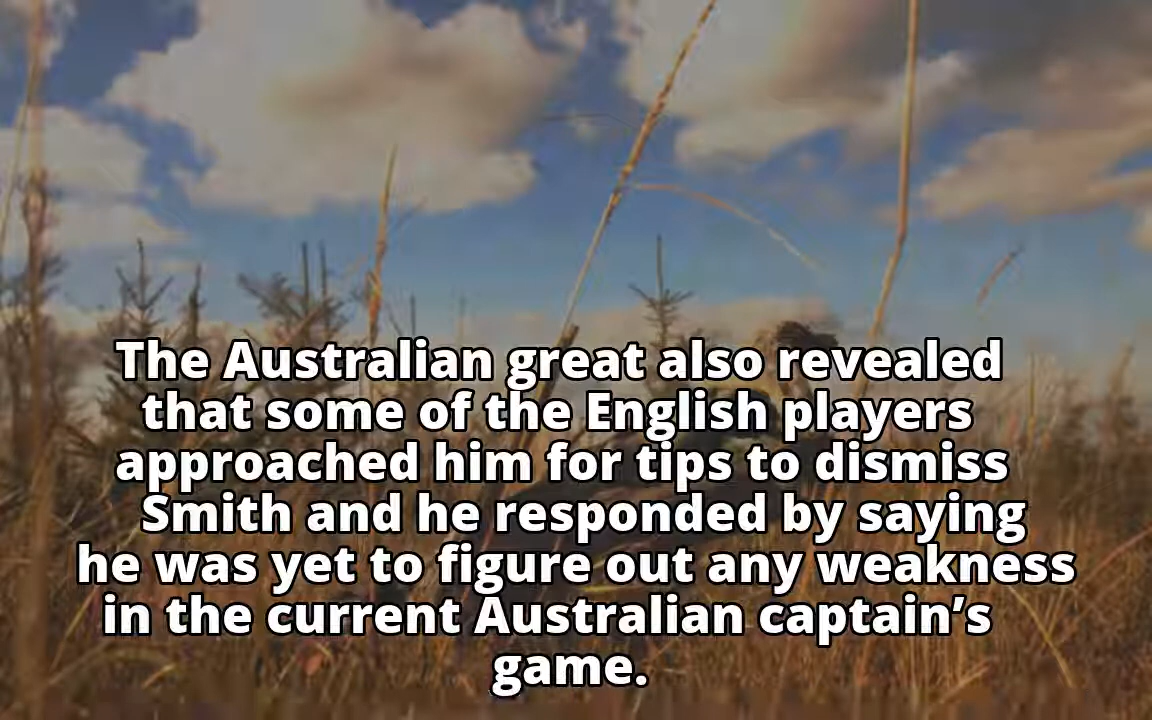 The Australian great also revealed
that some of the English players
approached him for tips to dismiss
Smith and he responded by saying
he was yet to figure out any weakness
in the current Australian captain’s
game.